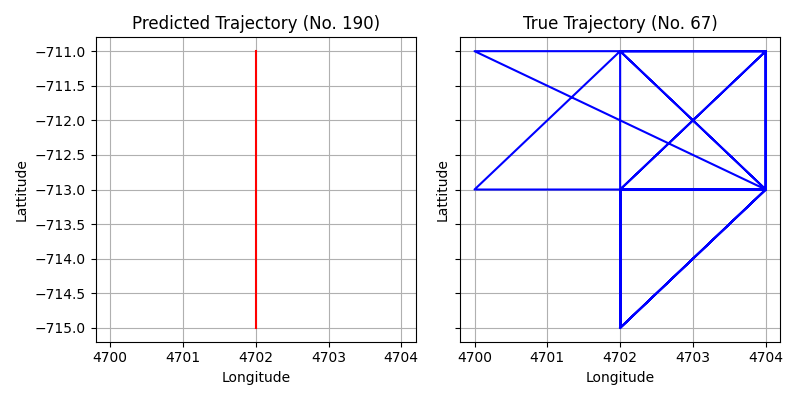 Predicted Trajectory (No. 190)
True Trajectory (No. 67)
−711.0
−711.5
−712.0
−712.5
−713.0
−713.5
−714.0
−714.5
−715.0
Lattitude
Lattitude
4700 4701 4702 4703 4704
4700 4701 4702 4703 4704
Longitude
Longitude